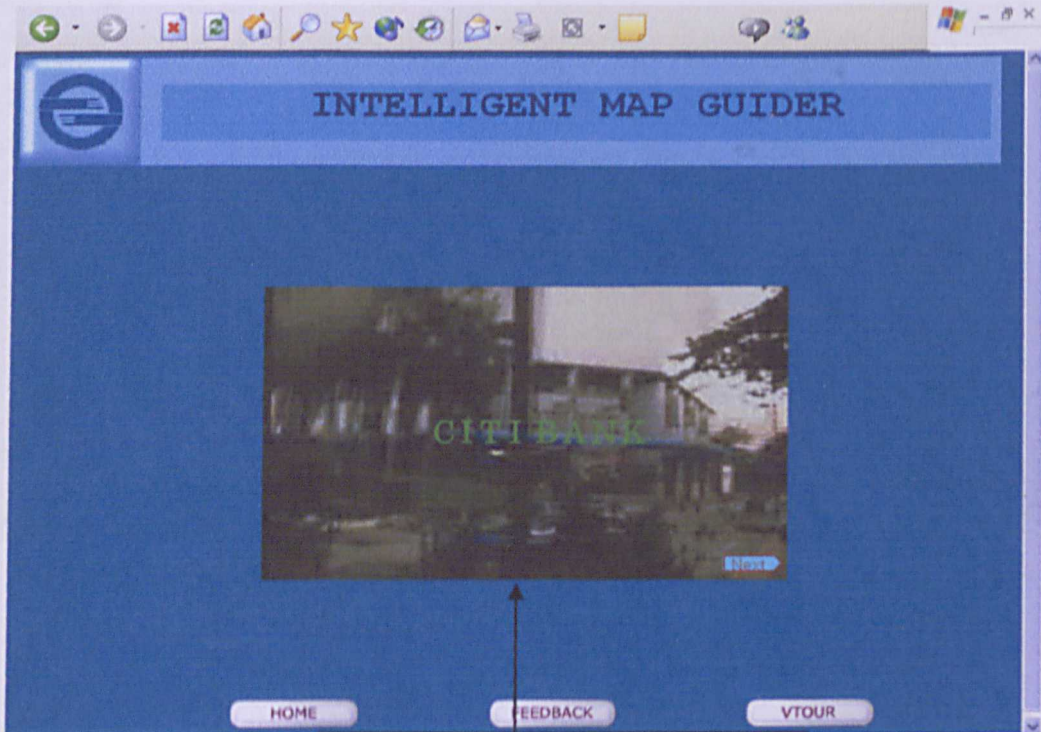 INTELLIGENT MAP GUIDER
CITI BANK
Next
HOME
FEEDBACK
VTOUR